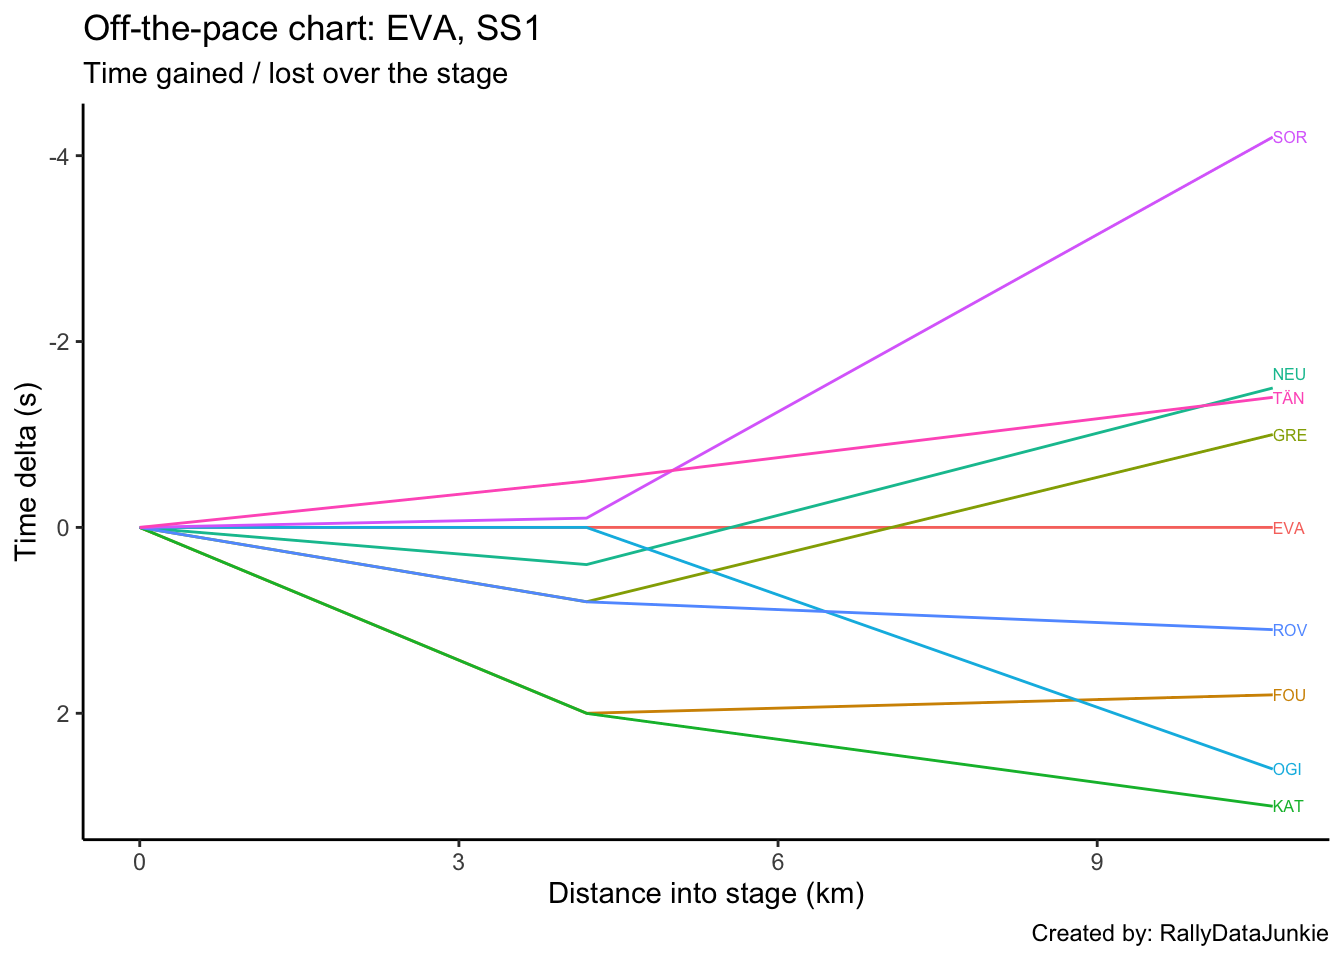 Off-the-pace chart: EVA, SS1
Time gained / lost over the stage
Time delta (s)
-4
-2
0
2
SOR
NEU
TÄN
GRE
EVA
ROV
FOU
OGI
KAT
0 3 6 9
Distance into stage (km)
Created by: RallyDataJunkie